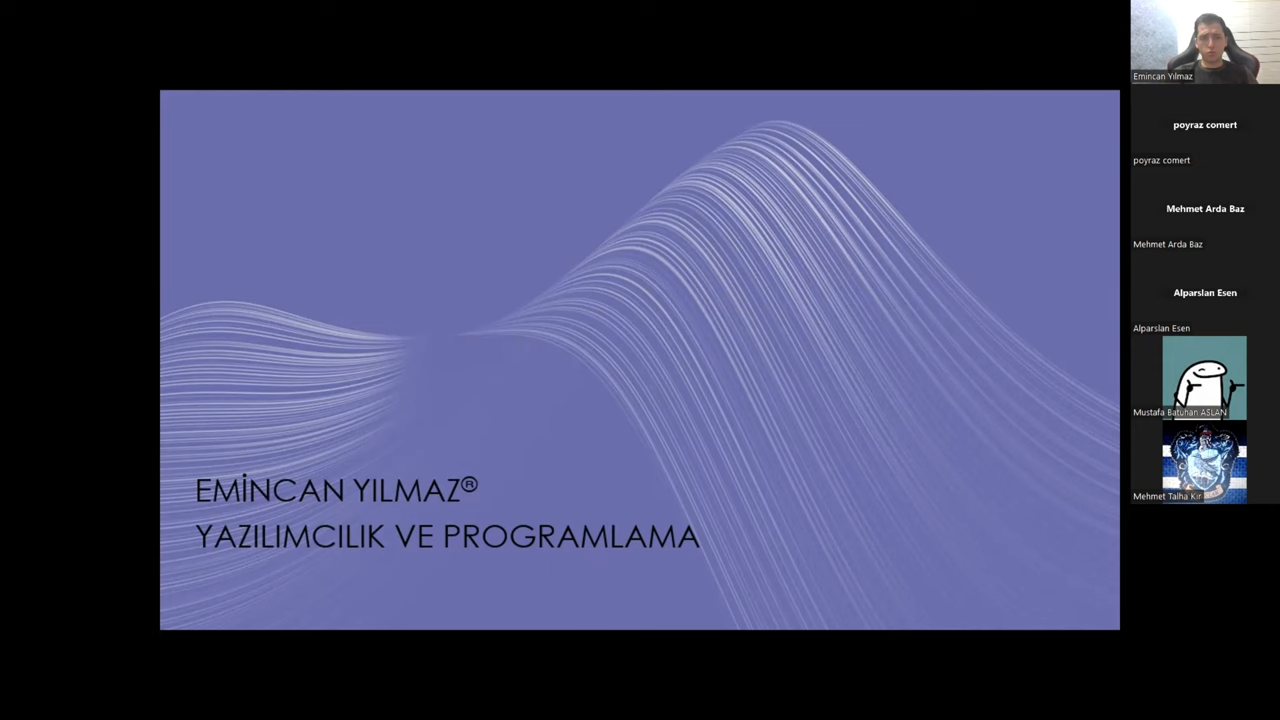 EMİNCAN YILMAZ®
YAZILIMCILIK VE PROGRAMLAMA
Emincan Yılmaz
poyraz comert
poyraz comert
Mehmet Arda Baz
Mehmet Arda Baz
Alparslan Esen
Alparslan Esen
Mustafa Batuhan ASLAN
Mehmet Talha Kır